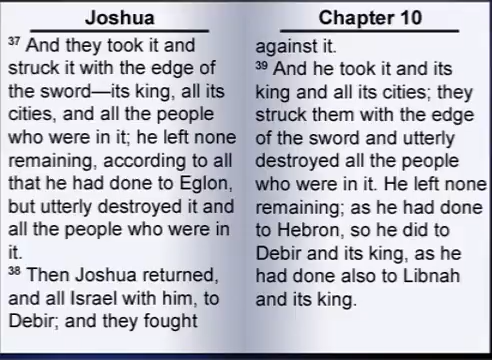 Joshua
37 And they took it and
struck it with the edge of
the sword—its king, all its
cities, and all the people
who were in it; he left none
remaining, according to all
that he had done to Eglon,
but utterly destroyed it and
all the people who were in
it.
38 Then Joshua returned,
and all Israel with him, to
Debir; and they fought
Chapter 10
against it.
39 And he took it and its
king and all its cities; they
struck them with the edge
of the sword and utterly
destroyed all the people
who were in it. He left none
remaining; as he had done
to Hebron, so he did to
Debir and its king, as he
had done also to Libnah
and its king.